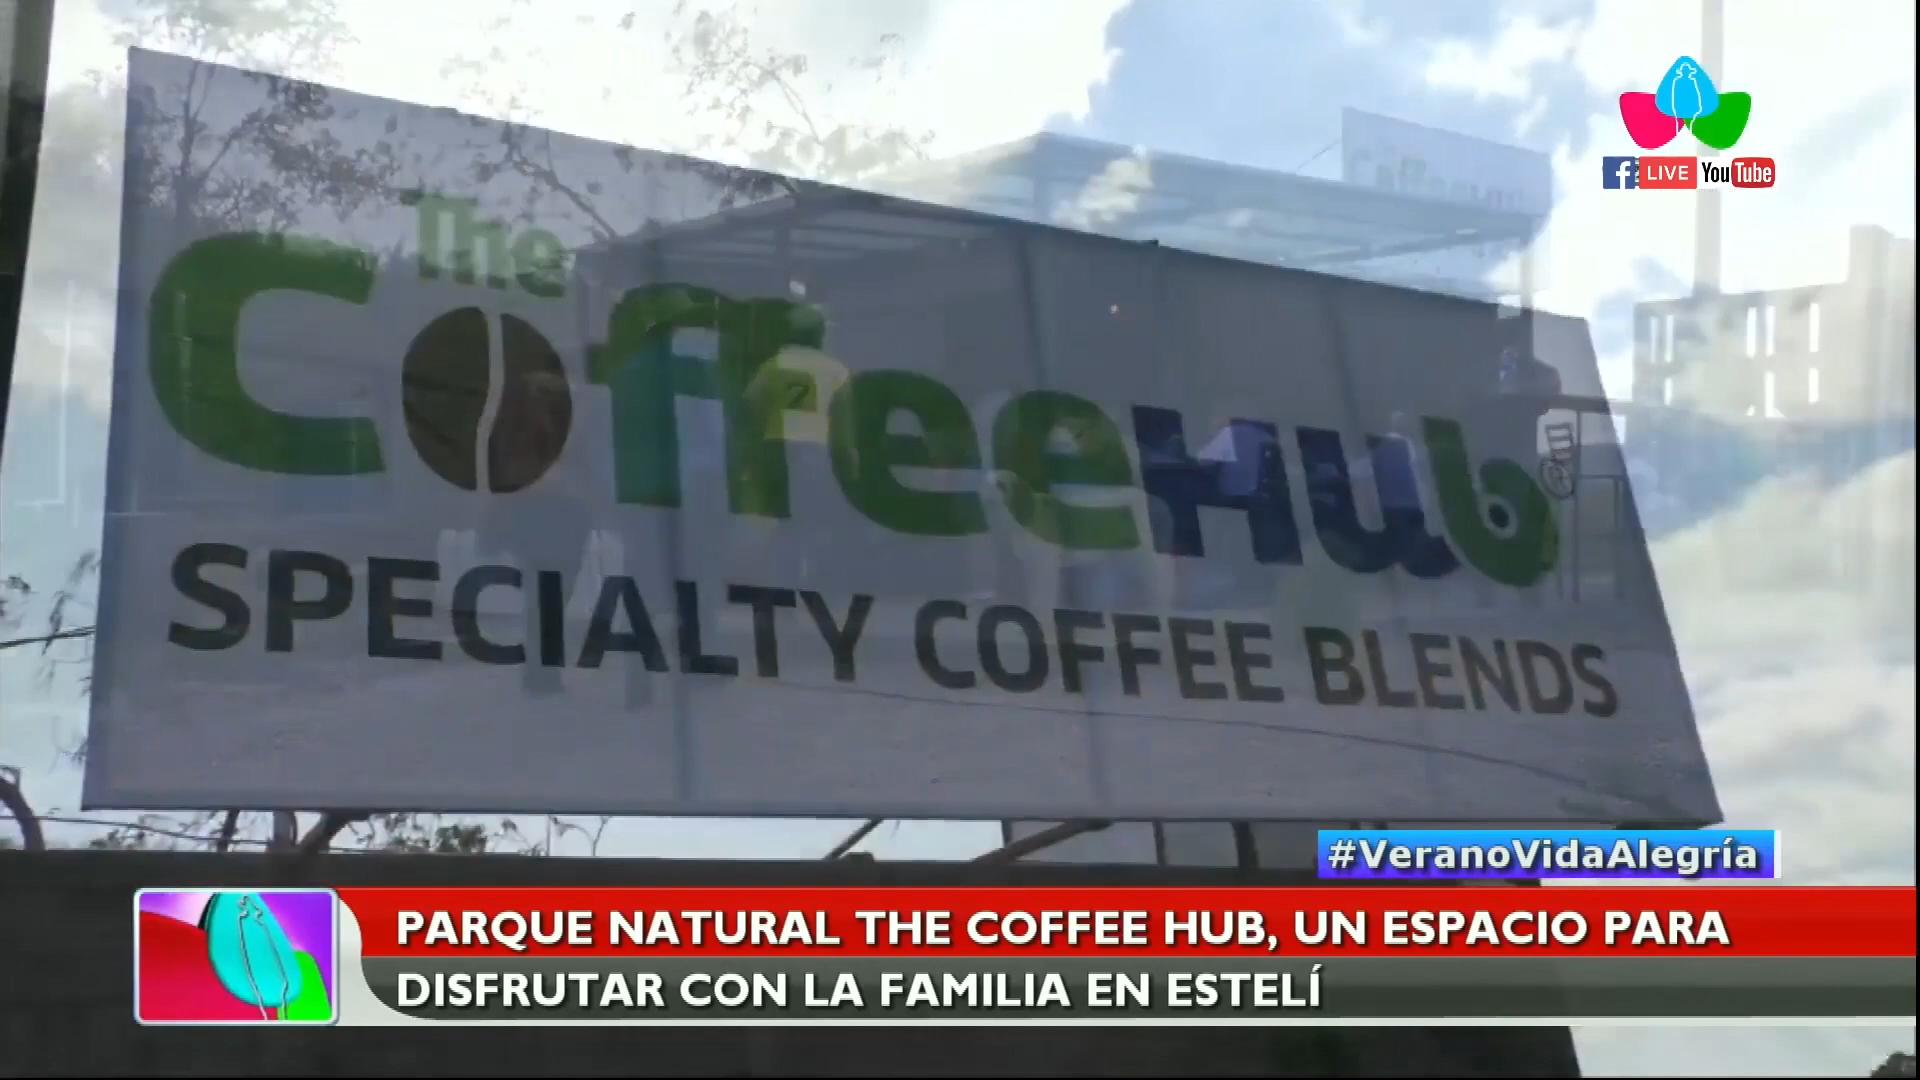 The
CoffeeHub
SPECIALTY COFFEE BLENDS
f LIVE YouTube
#VeranoVidaAlegría
PARQUE NATURAL THE COFFEE HUB, UN ESPACIO PARA
DISFRUTAR CON LA FAMILIA EN ESTELÍ